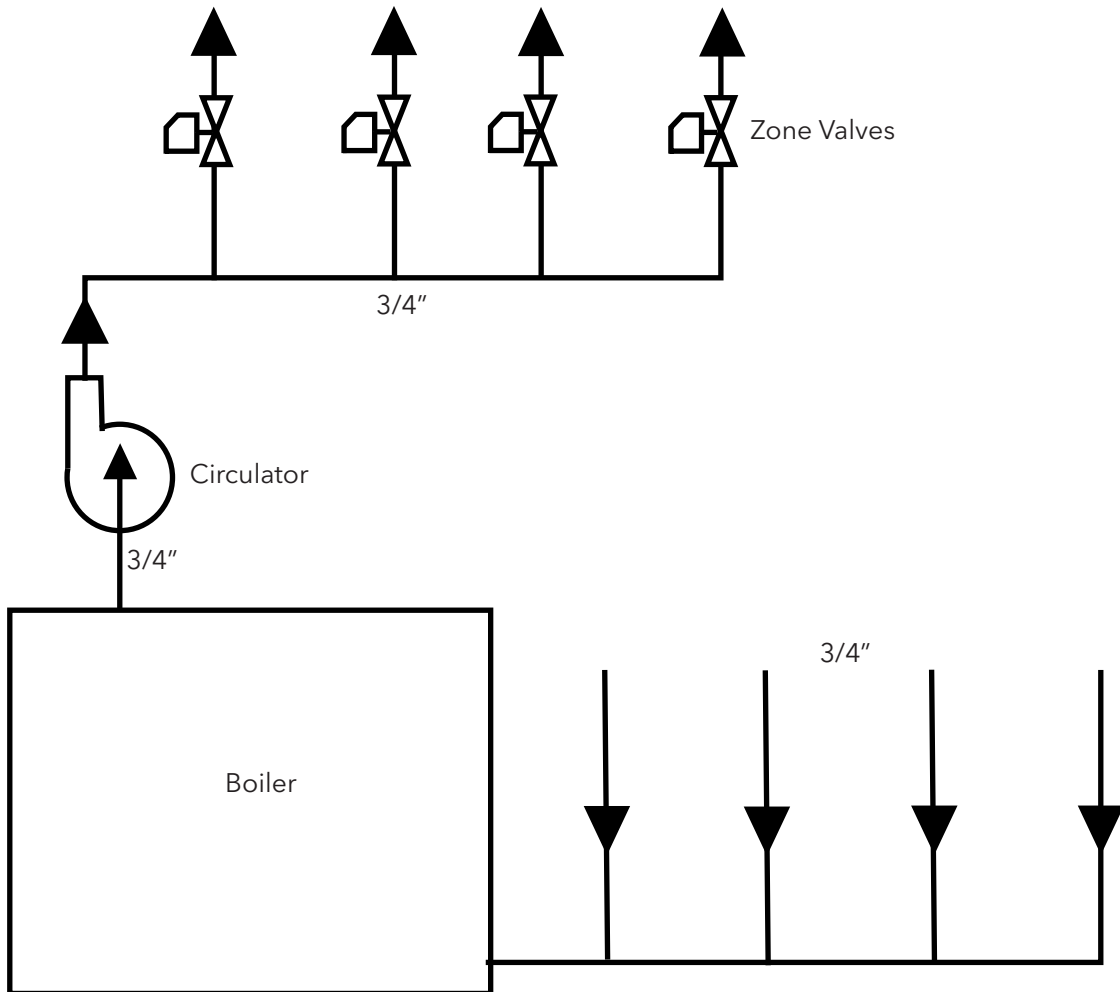 Zone Valves
3/4”
Circulator
3/4”
3/4”
Boiler